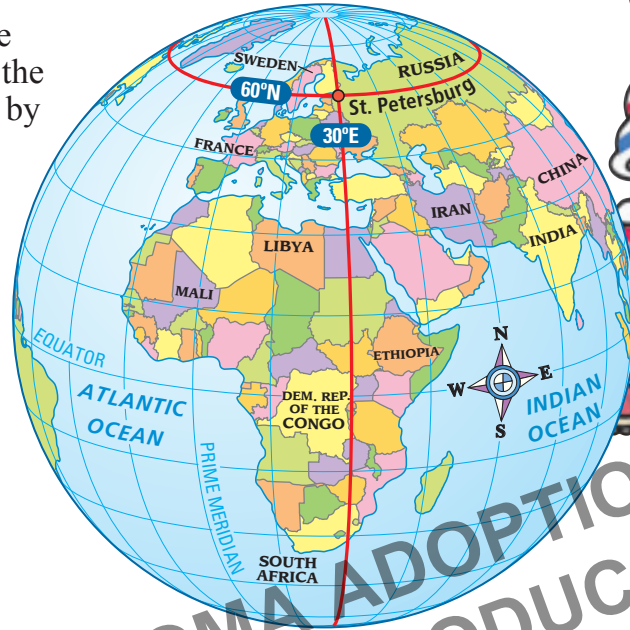 e
the
by
SWEDEN
RUSSIA
60°N
St. Petersburg
30°E
FRANCE
CHINA
IRAN
INDIA
LIBYA
MALI
ETHIOPIA
N
W E
S
EQUATOR
DEM. REP.
OF THE
CONGO
ATLANTIC
OCEAN
INDIAN
OCEAN
PRIME MERIDIAN
SOUTH
AFRICA
ADOPTIO